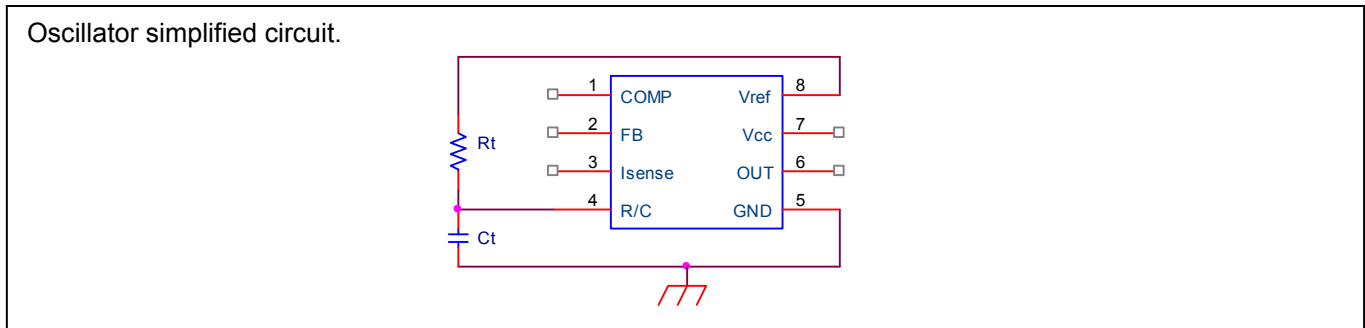 Oscillator simplified circuit.
1 COMP Vref 8
Rt 2 FB Vcc 7
3 Isense OUT 6
4 R/C GND 5
Ct